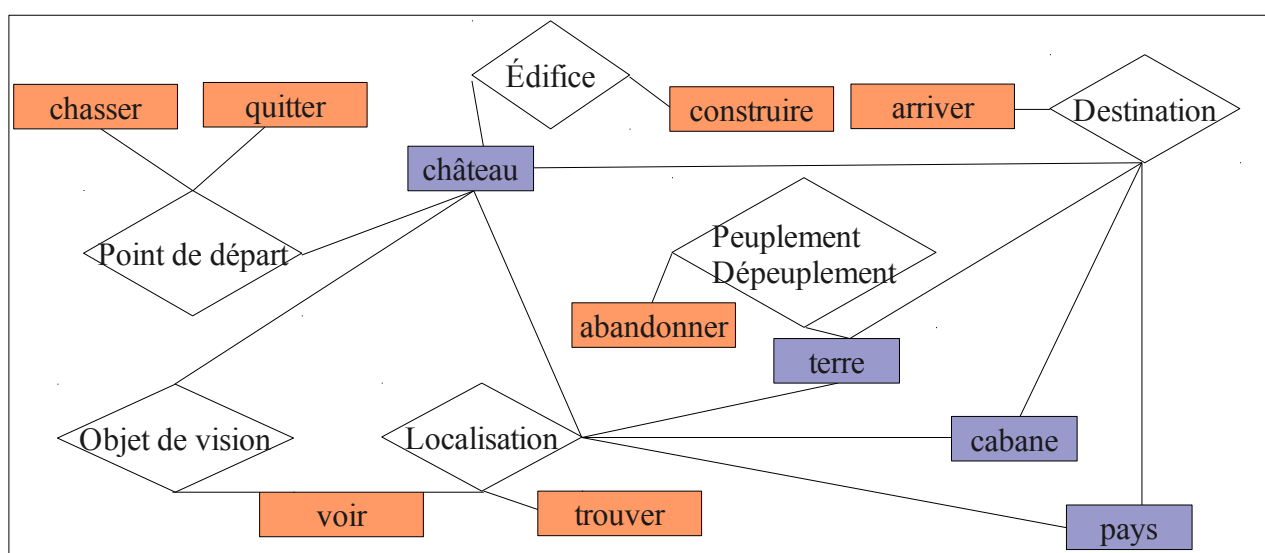 Édifice
chasser
quitter
construire
arriver
Destination
château
Point de départ
Peuplement
Dépeuplement
abandonner
terre
Objet de vision
Localisation
cabane
voir
trouver
pays